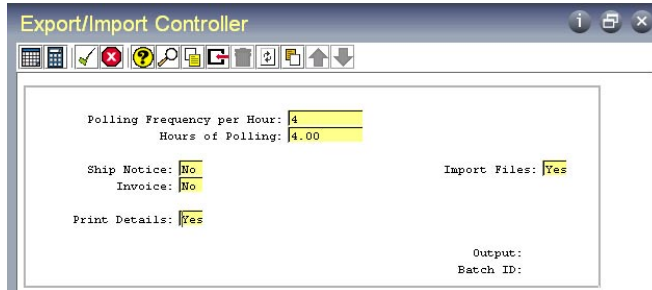 Export/Import Controller
Polling Frequency per Hour: 4
Hours of Polling: 4.00
Ship Notice: No Import Files: Yes
Invoice: No
Print Details: Yes
Output:
Batch ID: